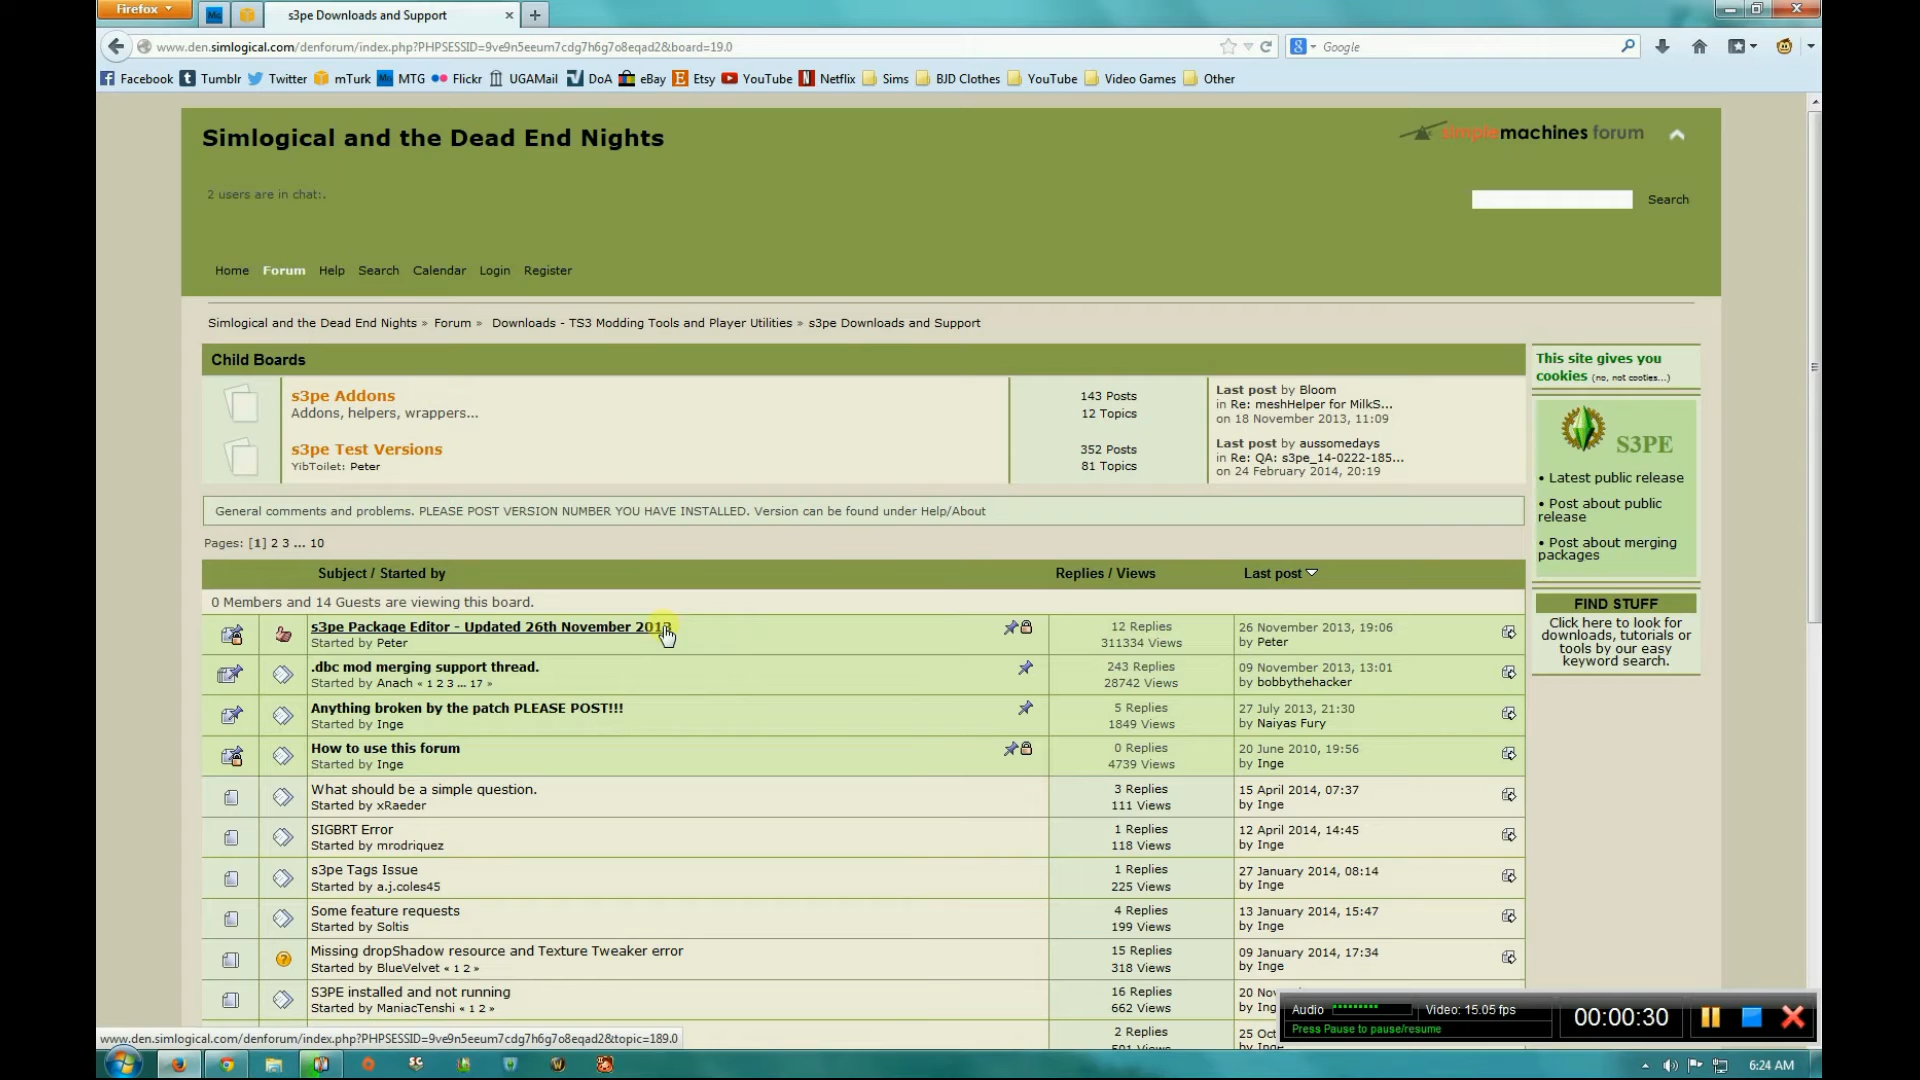 Firefox
Mc
s3pe Downloads and Support
www.den.simlogical.com/denforum/index.php?PHPSESSID=9ve9n5eeum7cdg7h6g7o8eqad2&board=19.0
Google
Facebook Tumblr Twitter mTurk MTG Flickr UGAMail DoA eBay Etsy YouTube Netflix Sims BJD Clothes YouTube Video Games Other
Simlogical and the Dead End Nights
simplemachines forum
2 users are in chat:.
Search
Home Forum Help Search Calendar Login Register
Simlogical and the Dead End Nights » Forum » Downloads - TS3 Modding Tools and Player Utilities » s3pe Downloads and Support
Child Boards
s3pe Addons
Addons, helpers, wrappers...
143 Posts
12 Topics
Last post by Bloom
in Re: meshHelper for MilkS...
on 18 November 2013, 11:09
s3pe Test Versions
YibToilet: Peter
352 Posts
81 Topics
Last post by aussomedays
in Re: QA: s3pe_14-0222-185...
on 24 February 2014, 20:19
This site gives you
cookies (no, not cooties...)
S3PE
• Latest public release
• Post about public
release
• Post about merging
packages
FIND STUFF
Click here to look for
downloads, tutorials or
tools by our easy
keyword search.
General comments and problems. PLEASE POST VERSION NUMBER YOU HAVE INSTALLED. Version can be found under Help/About
Pages: [1] 2 3 ... 10
Subject / Started by Replies / Views Last post
0 Members and 14 Guests are viewing this board.
s3pe Package Editor - Updated 26th November 2013
Started by Peter
12 Replies
311334 Views
26 November 2013, 19:06
by Peter
.dbc mod merging support thread.
Started by Anach « 1 2 3 ... 17 »
243 Replies
28742 Views
09 November 2013, 13:01
by bobbythehacker
Anything broken by the patch PLEASE POST!!!
Started by Inge
5 Replies
1849 Views
27 July 2013, 21:30
by Naiyas Fury
How to use this forum
Started by Inge
0 Replies
4739 Views
20 June 2010, 19:56
by Inge
What should be a simple question.
Started by xRaeder
3 Replies
111 Views
15 April 2014, 07:37
by Inge
SIGBRT Error
Started by mrodriquez
1 Replies
118 Views
12 April 2014, 14:45
by Inge
s3pe Tags Issue
Started by a.j.coles45
1 Replies
225 Views
27 January 2014, 08:14
by Inge
Some feature requests
Started by Soltis
4 Replies
199 Views
13 January 2014, 15:47
by Inge
Missing dropShadow resource and Texture Tweaker error
Started by BlueVelvet « 1 2 »
15 Replies
318 Views
09 January 2014, 17:34
by Inge
S3PE installed and not running
Started by ManiacTenshi « 1 2 »
16 Replies
662 Views
20 Nov
by Ing
2 Replies
25 Oct
Audio Video: 15.05 fps
Press Pause to pause/resume
00:00:30
www.den.simlogical.com/denforum/index.php?PHPSESSID=9ve9n5eeum7cdg7h6g7o8eqad2&topic=189.0
6:24 AM